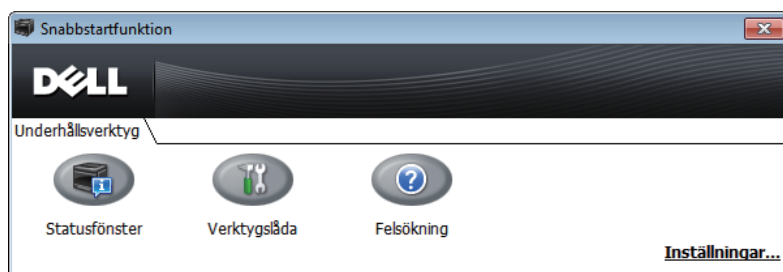 Snabbstartfunktion
DELL
Underhållsverktyg
Statusfönster Verktygslåda Felsökning
Inställningar...